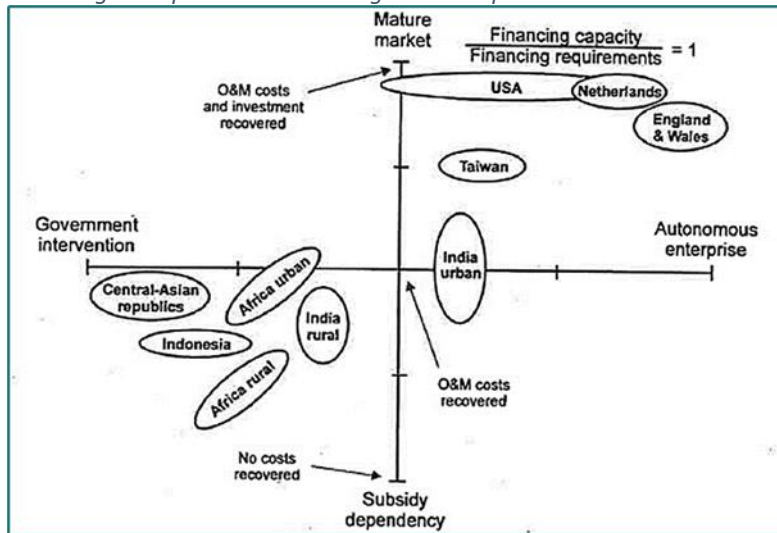 Mature
market
Financing capacity
Financing requirements
= 1
O&M costs
and investment
recovered
USA
Netherlands
England
& Wales
Taiwan
Government
intervention
Autonomous
enterprise
India
urban
Central-Asian
republics
Africa urban
India
rural
Indonesia
Africa rural
O&M costs
recovered
No costs
recovered
Subsidy
dependency